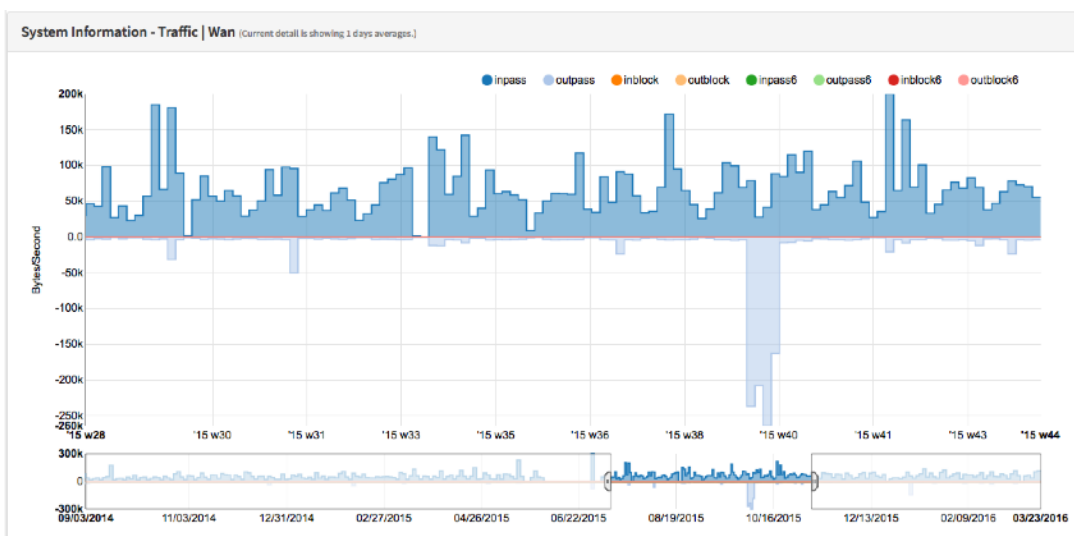 System Information - Traffic | Wan (Current detail is showing 1 days averages.)
inpass outpass inblock outblock inpass6 outpass6 inblock6 outblock6
200k
150k
100k
50k
0.0
-50k
-100k
-150k
-200k
-250k
-260k
Bytes/Second
'15 w28 '15 w30 '15 w31 '15 w33 '15 w35 '15 w36 '15 w38 '15 w40 '15 w41 '15 w43 '15 w44
300k
0
-300k
09/03/2014 11/03/2014 12/31/2014 02/27/2015 04/26/2015 06/22/2015 08/19/2015 10/16/2015 12/13/2015 02/09/2016 03/23/2016